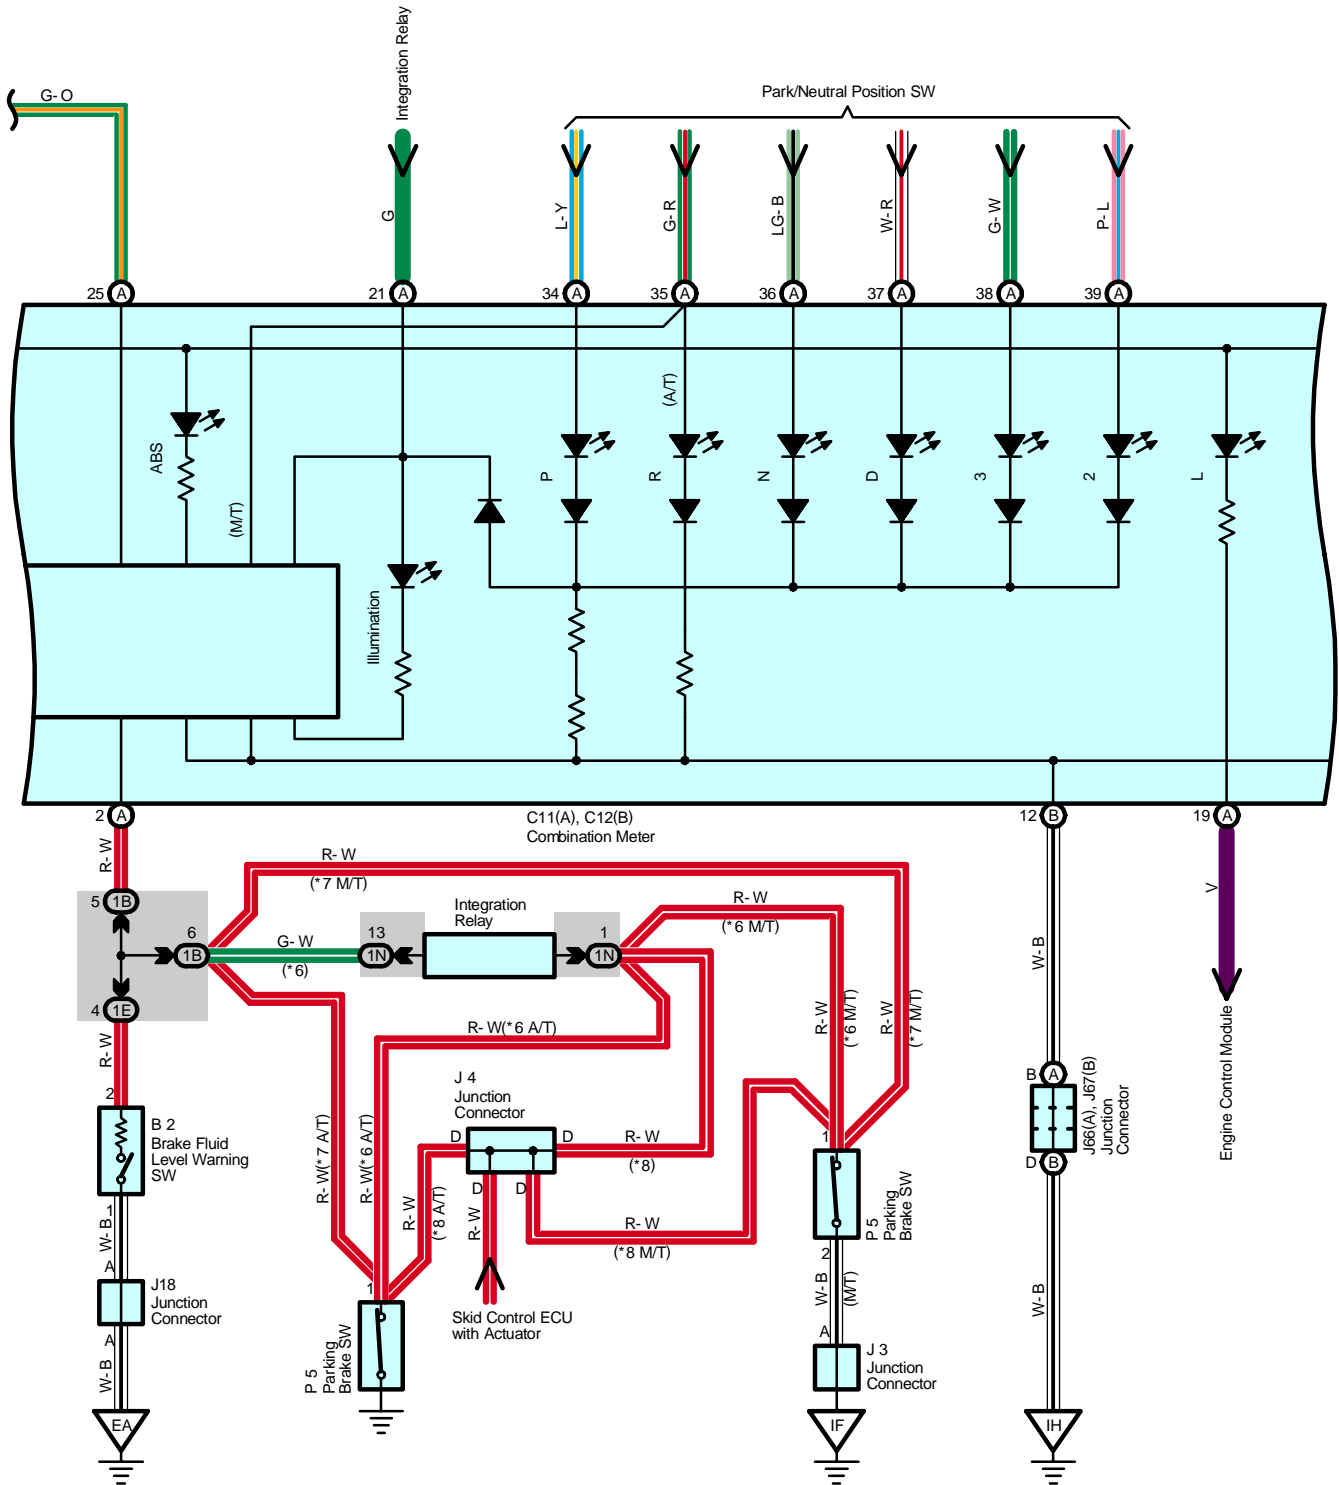 G- O
Integration Relay
Park/Neutral Position SW
G
L- Y
G- R
LG- B
W- R
G- W
P- L
25 A
21 A
34 A
35 A
36 A
37 A
38 A
39 A
(A/T)
ABS
(M/T)
P
R
N
D
3
2
L
Illumination
2 A
C11(A), C12(B)
Combination Meter
12 B
19 A
R- W
R- W
(*7 M/T)
V
5 1B
Integration
Relay
R- W
(*6 M/T)
6
1B
G- W
(*6)
13
1N
1
1N
W- B
4 1E
R- W
R- W(*6 A/T)
R- W
(*6 M/T)
R- W
(*7 M/T)
Engine Control Module
J 4
Junction
Connector
B A
J66(A), J67(B)
Junction
Connector
D B
2
B 2
Brake Fluid
Level Warning
SW
R- W(*7 A/T)
R- W(*6 A/T)
D
D
R- W
(*8)
1
P 5
Parking
Brake SW
D
D
R- W
(*8 A/T)
R- W
R- W
(*8 M/T)
1
W- B
2
W- B
(M/T)
W- B
A
J18
Junction
Connector
1
Skid Control ECU
with Actuator
A
A
J 3
Junction
Connector
P 5
Parking
Brake SW
W- B
EA
IF
IH